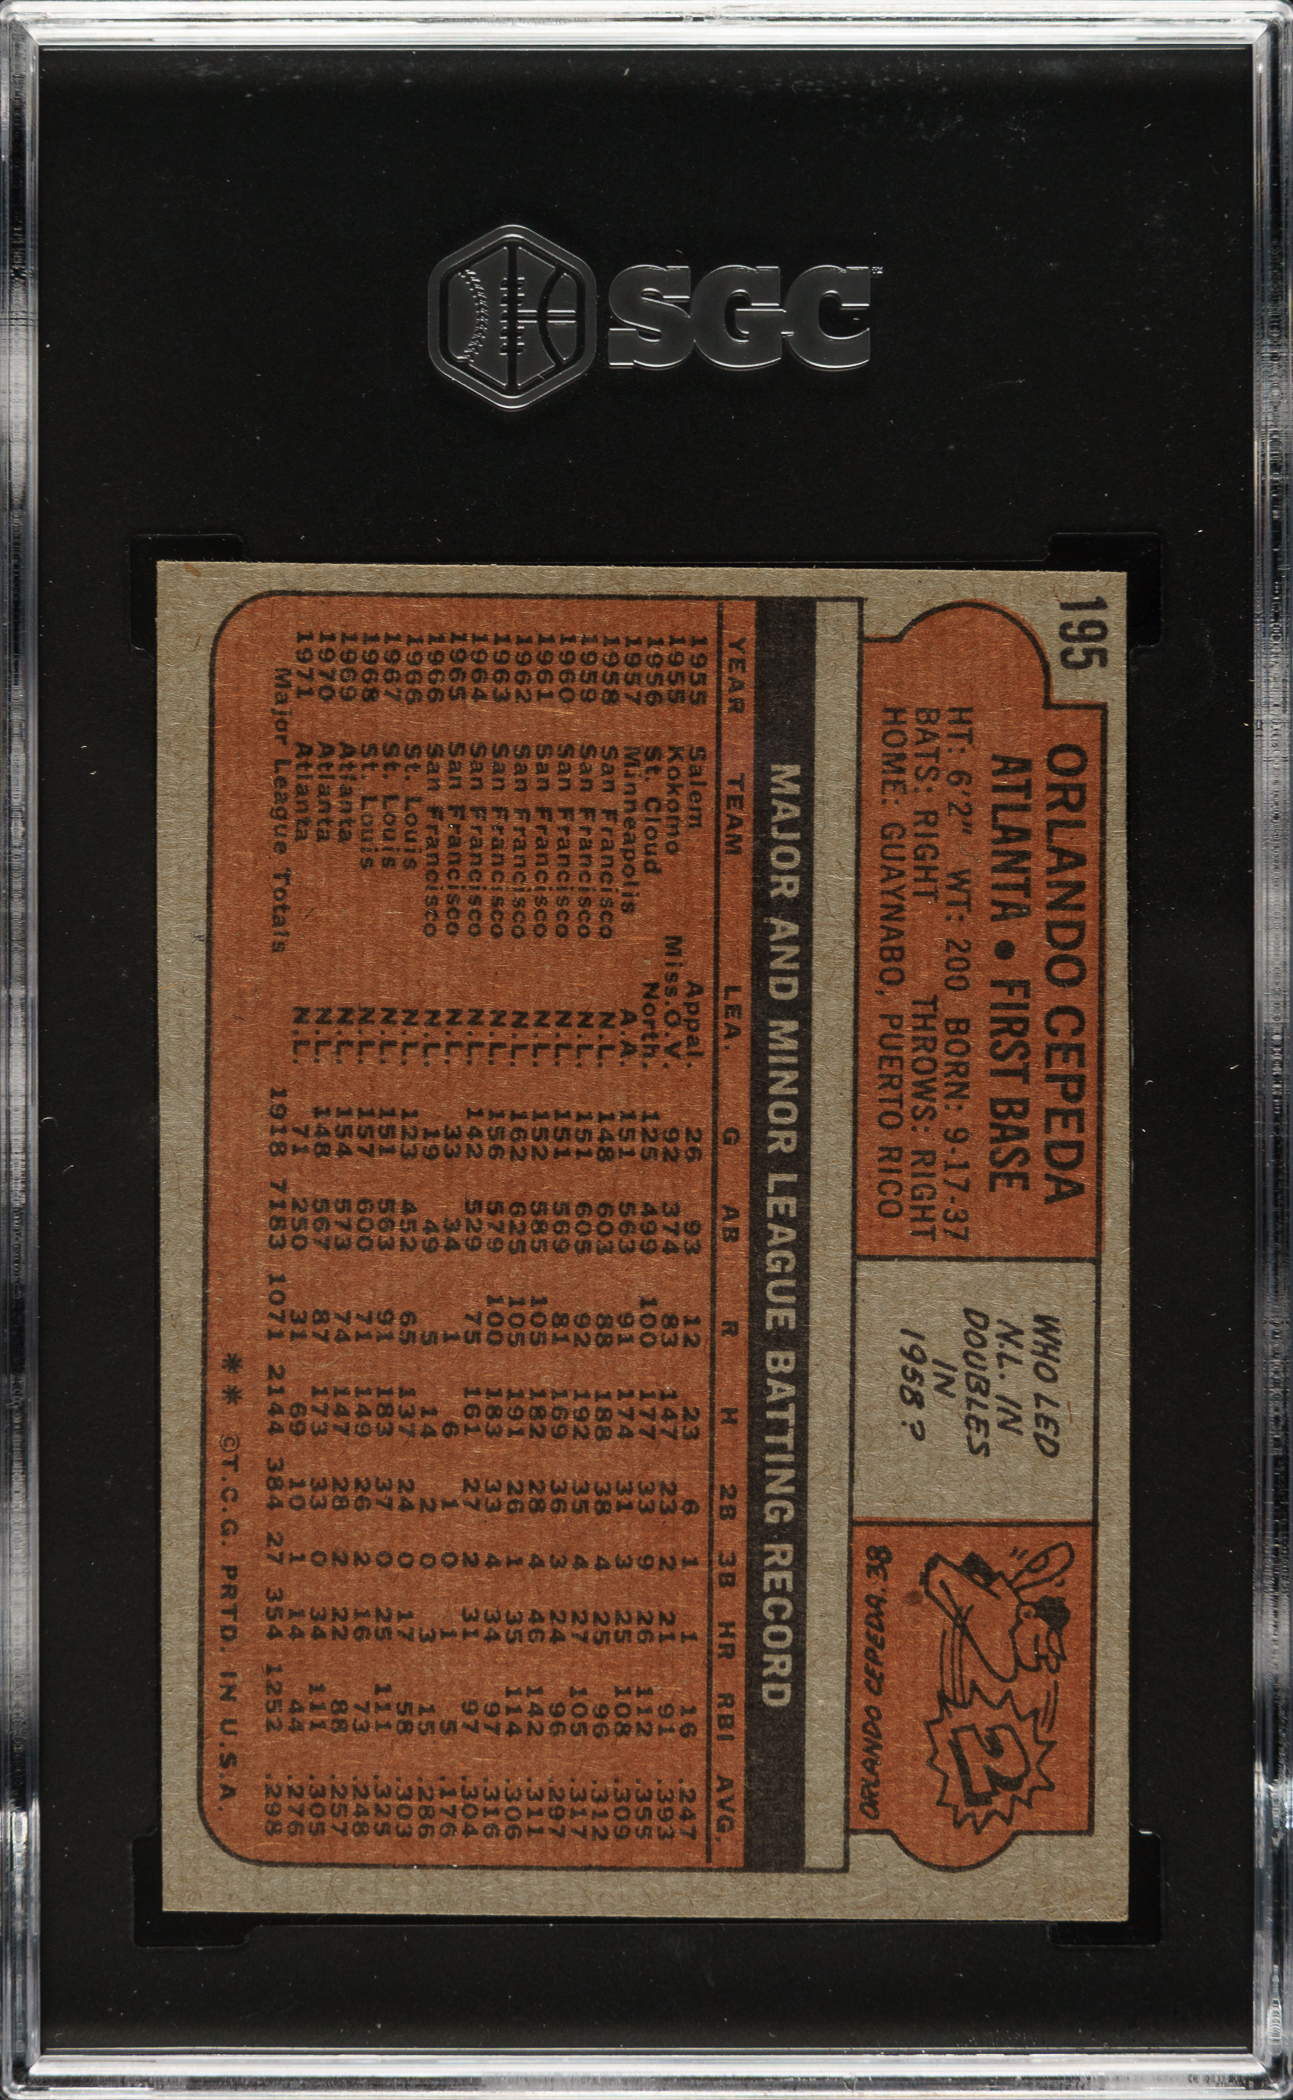 SGC™
195
ORLANDO CEPEDA
ATLANTA • FIRST BASE
HT: 6'2" WT: 200 BORN: 9-17-37
BATS: RIGHT THROWS: RIGHT
HOME: GUAYNABO, PUERTO RICO
WHO LED
N.L. IN
DOUBLES
IN
1958?
2B
ORLANDO CEPEDA. 38
MAJOR AND MINOR LEAGUE BATTING RECORD
YEAR TEAM LEA. G AB R H 2B 3B HR RBI AVG.
1955 Salem Appal. 26 93 12 23 6 1 1 16 .247
1955 Kokomo Miss.O.V. 92 374 83 147 23 2 21 91 .393
1956 St. Cloud North. 125 499 100 177 33 9 26 112 .355
1957 Minneapolis A.A. 151 563 91 174 31 3 25 108 .309
1958 San Francisco N.L. 148 603 88 188 38 4 25 96 .312
1959 San Francisco N.L. 151 605 92 192 35 4 27 105 .317
1960 San Francisco N.L. 151 569 81 169 36 3 24 96 .297
1961 San Francisco N.L. 152 585 105 182 28 4 46 142 .311
1962 San Francisco N.L. 162 625 105 191 26 1 35 114 .306
1963 San Francisco N.L. 156 579 100 183 33 4 34 97 .316
1964 San Francisco N.L. 142 529 75 161 27 2 31 97 .304
1965 San Francisco N.L. 33 34 1 6 1 0 1 5 .176
1966 San Francisco N.L. 19 49 5 14 2 0 3 15 .286
1966 St. Louis N.L. 123 452 65 137 24 0 17 58 .303
1967 St. Louis N.L. 151 563 91 183 37 0 25 111 .325
1968 St. Louis N.L. 157 600 71 149 26 2 16 73 .248
1969 Atlanta N.L. 154 573 74 147 28 2 22 88 .257
1970 Atlanta N.L. 148 567 87 173 33 0 34 111 .305
1971 Atlanta N.L. 71 250 31 69 10 1 14 44 .276
Major League Totals 1918 7183 1071 2144 384 27 354 1252 .298
** ©T.C.G. PRTD. IN U.S.A.